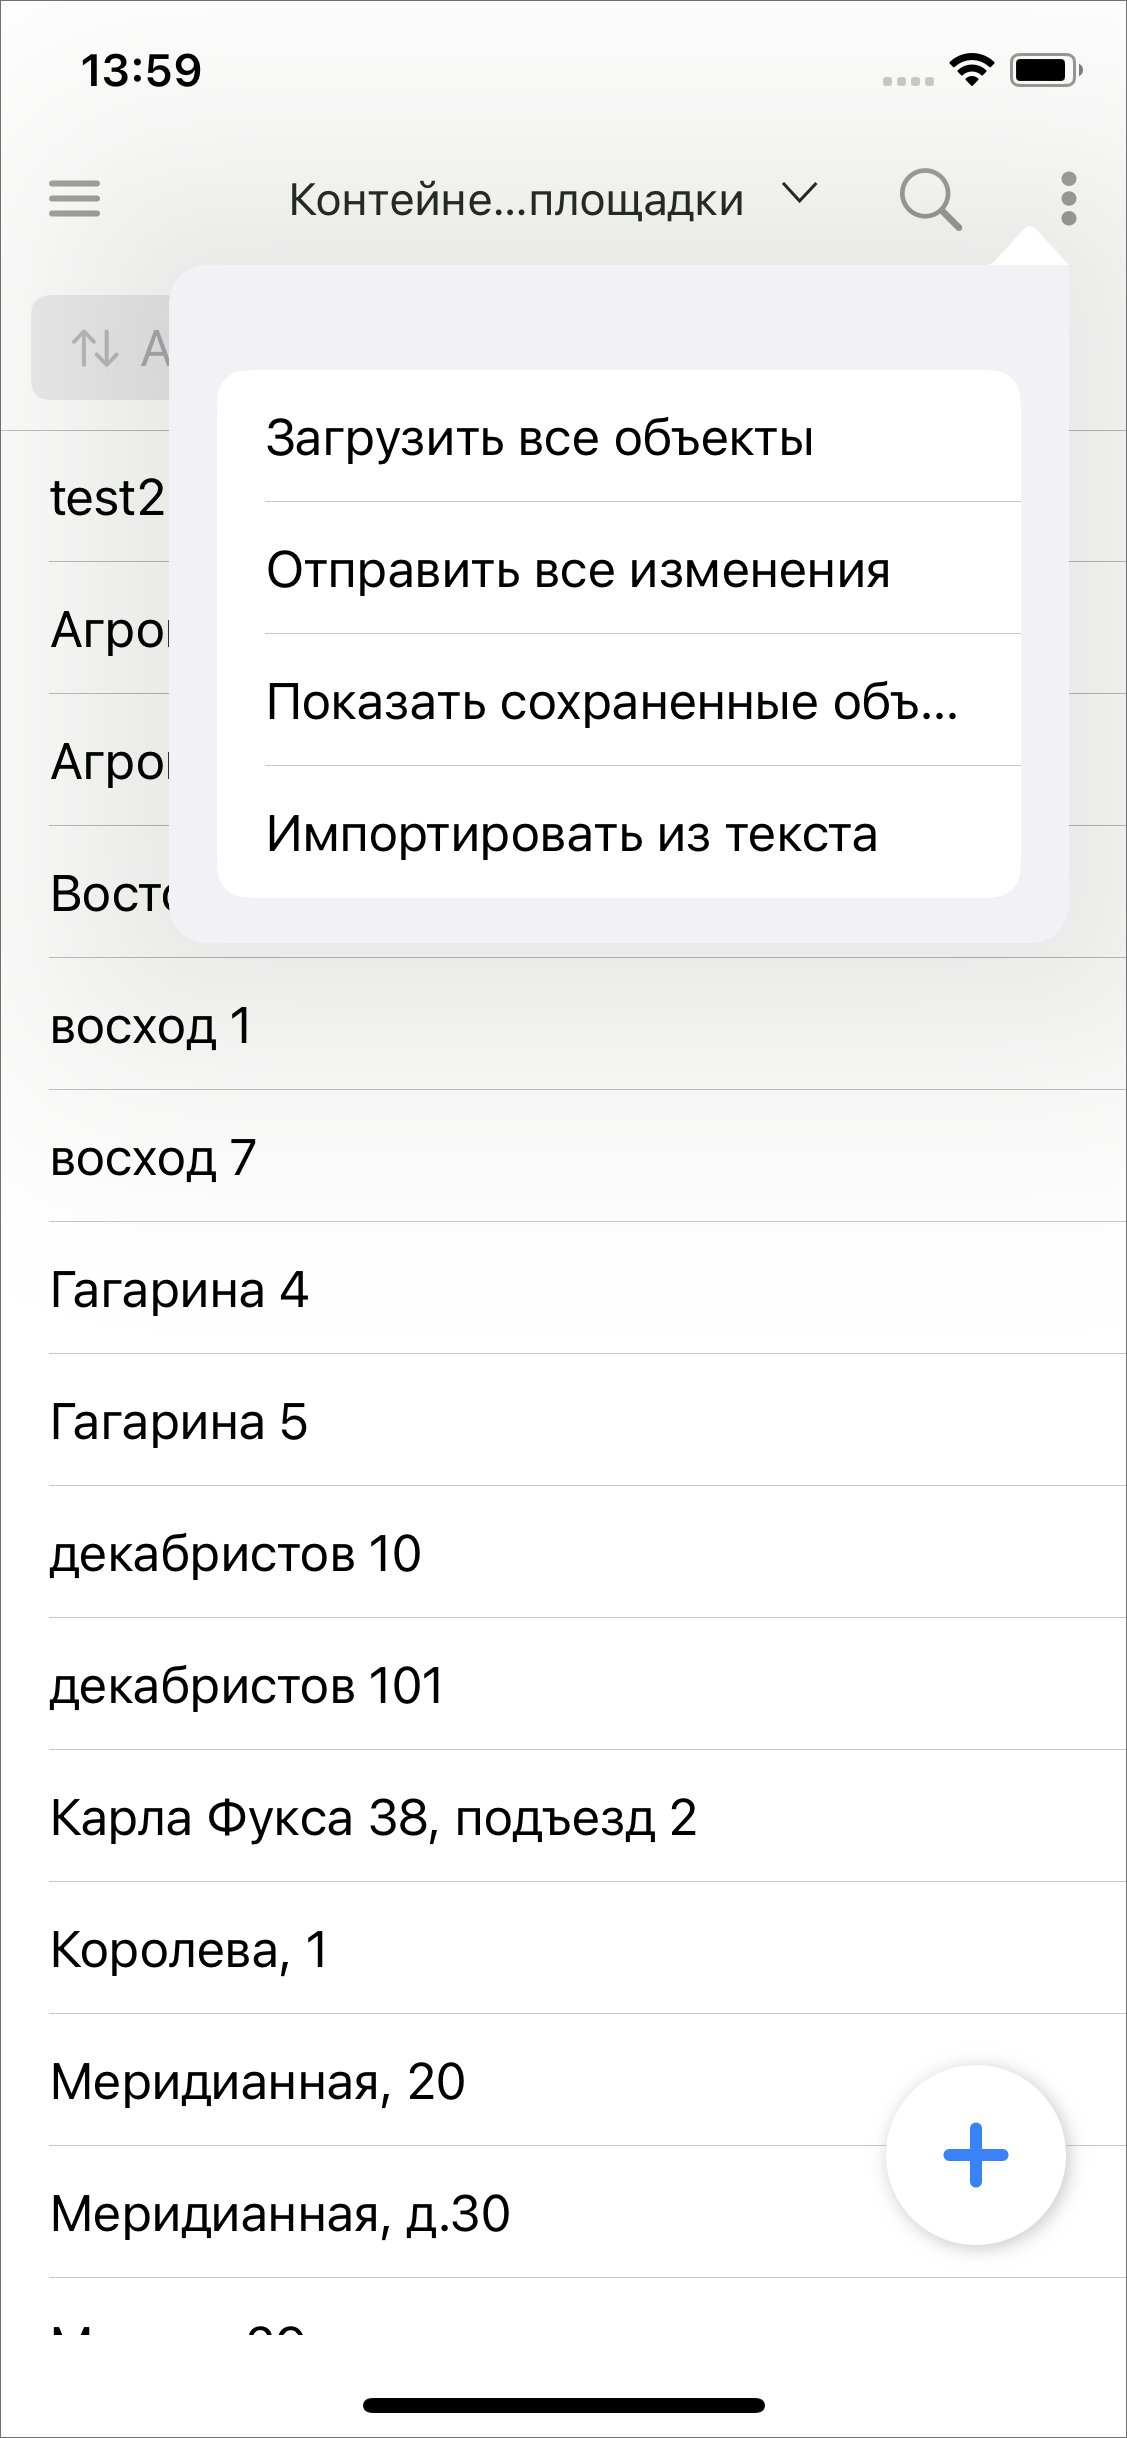 13:59
Контейне...площадки
Загрузить все объекты
test2
Отправить все изменения
Показать сохраненные объ...
Импортировать из текста
восход 1
восход 7
Гагарина 4
Гагарина 5
декабристов 10
декабристов 101
Карла Фукса 38, подъезд 2
Королева, 1
Меридианная, 20
Меридианная, д.30